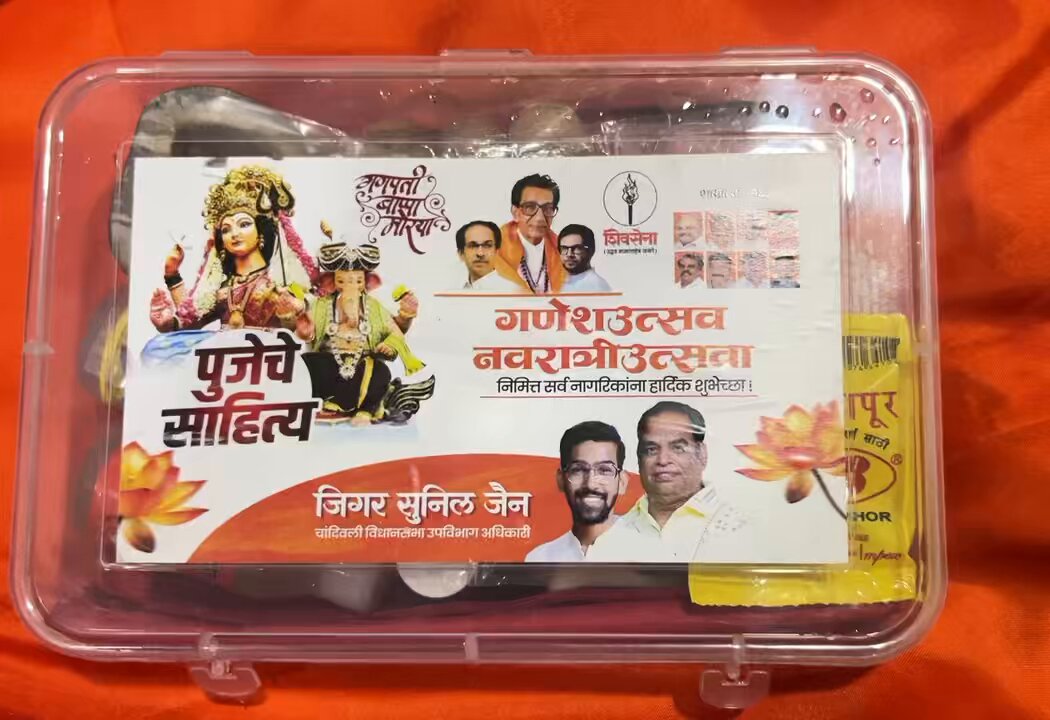 गणपती
बाप्पा
मोरया
शिवसेना
गणेशउत्सव
नवरात्रीउत्सवा
निमित्त सर्व नागरिकांना हार्दिक शुभेच्छा !
पुजेचे
साहित्य
जिगर सुनिल जैन
चांदिवली विधानसभा उपविभाग अधिकारी
साठी
®